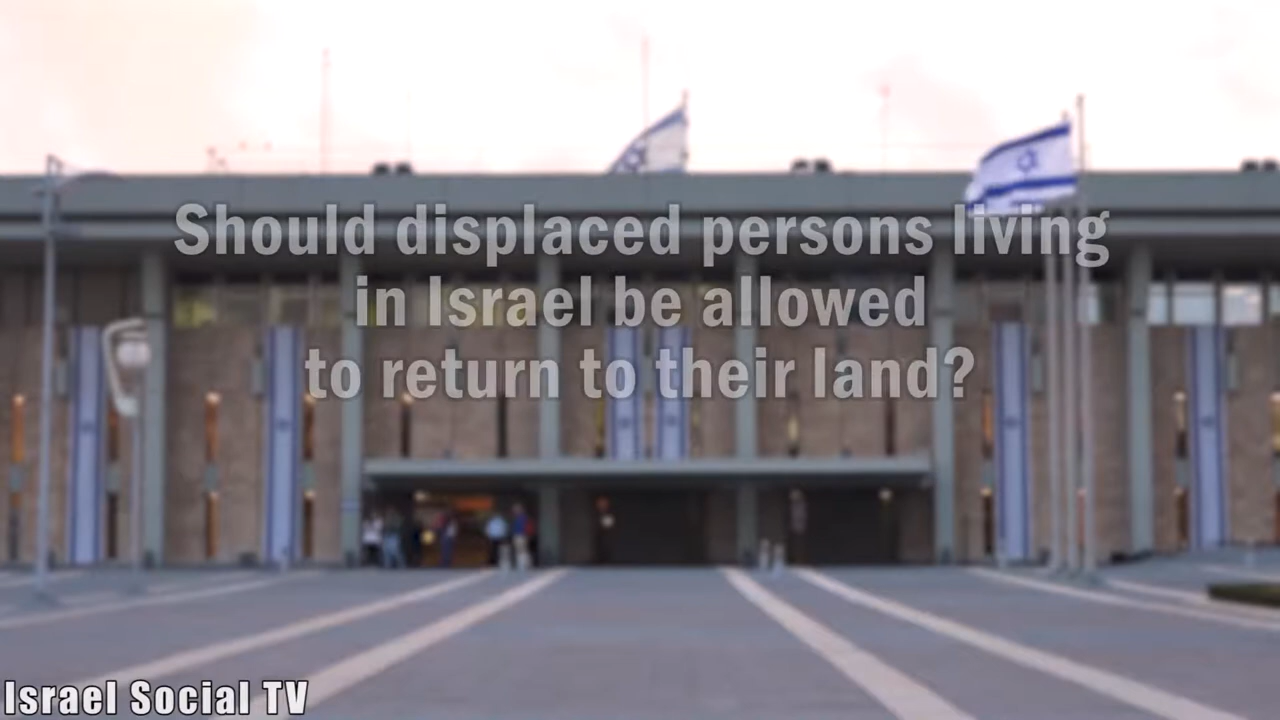 Should displaced persons living
in Israel be allowed
to return to their land?
Israel Social TV